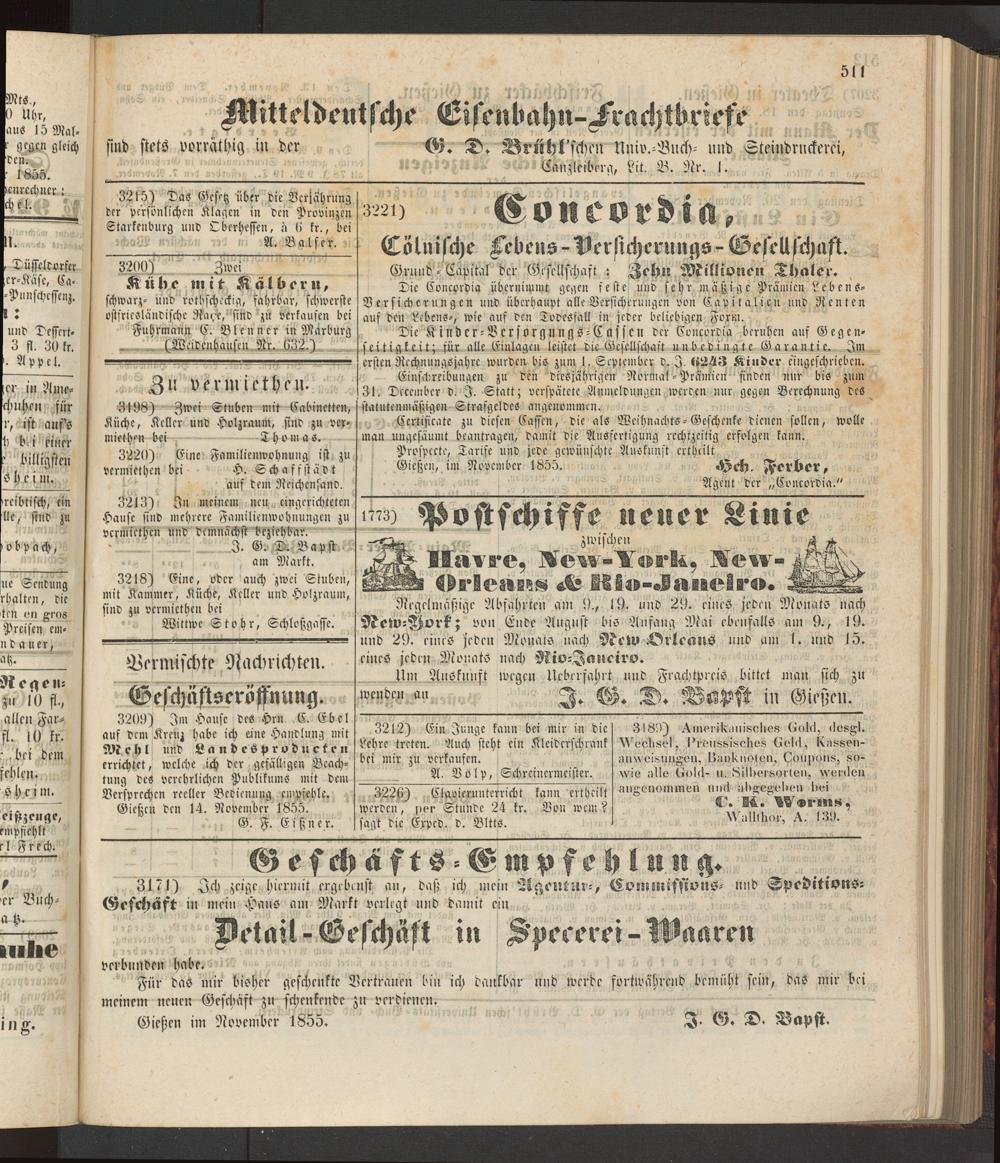 511
Mitteldeutsche Eisenbahn-Frachtbriefe
sind stets vorräthig in der G. D. Brühl'schen Univ.-Buch- und Steindruckerei,
Canzleiberg, Lit. B. Nr. 1.
3215) Das Gesetz über die Verjährung
der persönlichen Klagen in den Provinzen
Starkenburg und Oberhessen, à 6 kr., bei
A. Balser.
3200) Zwei
Kühe mit Kälbern,
schwarz- und rothscheckig, fahrbar, schwerste
ostfriesländische Raçe, sind zu verkaufen bei
Fuhrmann C. Blenner in Marburg
(Weidenhausen Nr. 632.)
Zu vermiethen.
3198) Zwei Stuben mit Cabinetten,
Küche, Keller und Holzraum, sind zu ver-
miethen bei Thomas.
3220) Eine Familienwohnung ist zu
vermiethen bei H. Schaffstädt
auf dem Reichensand.
3213) In meinem neu eingerichteten
Hause sind mehrere Familienwohnungen zu
vermiethen und demnächst beziehbar.
J. G. D. Bapst
am Markt.
3218) Eine, oder auch zwei Stuben,
mit Kammer, Küche, Keller und Holzraum,
sind zu vermiethen bei
Wittwe Stohr, Schloßgasse.
Vermischte Nachrichten.
Geschäftseröffnung.
3209) Im Hause des Hrn. C. Ebel
auf dem Kreuz habe ich eine Handlung mit
Mehl und Landesproducten
errichtet, welche ich der gefälligen Beach-
tung des verehrlichen Publikums mit dem
Versprechen reeller Bedienung empfehle.
Gießen den 14. November 1855.
G. F. Eißner.
3221) Concordia,
Cölnische Lebens-Versicherungs-Gesellschaft.
Grund-Capital der Gesellschaft: Zehn Millionen Thaler.
Die Concordia übernimmt gegen feste und sehr mäßige Prämien Lebens-
Versicherungen und überhaupt alle Versicherungen von Capitalien und Renten
auf den Lebens-, wie auf den Todesfall in jeder beliebigen Form.
Die Kinder-Versorgungs-Cassen der Concordia beruhen auf Gegen-
seitigkeit; für alle Einlagen leistet die Gesellschaft unbedingte Garantie. Im
ersten Rechnungsjahre wurden bis zum 1. September d. J. 6243 Kinder eingeschrieben.
Einschreibungen zu den diesjährigen Normal-Prämien finden nur bis zum
31. December d. J. Statt; verspätete Anmeldungen werden nur gegen Berechnung des
statutenmäßigen Strafgeldes angenommen.
Certificate zu diesen Cassen, die als Weihnachts-Geschenke dienen sollen, wolle
man ungesäumt beantragen, damit die Ausfertigung rechtzeitig erfolgen kann.
Prospecte, Tarife und jede gewünschte Auskunft ertheilt
Gießen, im November 1855. Hch. Ferber,
Agent der „Concordia."
1773) Postschiffe neuer Linie
zwischen
Havre, New-York, New-
Orleans & Rio-Janeiro.
Regelmäßige Abfahrten am 9., 19. und 29. eines jeden Monats nach
New-York; von Ende August bis Anfang Mai ebenfalls am 9., 19.
und 29. eines jeden Monats nach New-Orleans und am 1. und 15.
eines jeden Monats nach Rio-Janeiro.
Um Auskunft wegen Ueberfahrt und Frachtpreis bittet man sich zu
wenden an J. G. D. Bapst in Gießen.
3212) Ein Junge kann bei mir in die
Lehre treten. Auch steht ein Kleiderschrank
bei mir zu verkaufen.
A. Völp, Schreinermeister.
3226) Clavierunterricht kann ertheilt
werden, per Stunde 24 kr. Von wem?
sagt die Exped. d. Bltts.
3189) Amerikanisches Gold, desgl.
Wechsel, Preussisches Geld, Kassen-
anweisungen, Banknoten, Coupons, so-
wie alle Gold- u. Silbersorten, werden
angenommen und abgegeben bei
C. K. Worms,
Wallthor, A. 139.
Geschäfts-Empfehlung.
3171) Ich zeige hiermit ergebenst an, daß ich mein Agentur-, Commissions- und Speditions-
Geschäft in mein Haus am Markt verlegt und damit ein
Detail-Geschäft in Specerei-Waaren
verbunden habe.
Für das mir bisher geschenkte Vertrauen bin ich dankbar und werde fortwährend bemüht sein, das mir bei
meinem neuen Geschäft zu schenkende zu verdienen.
Gießen im November 1855. J. G. D. Bapst.